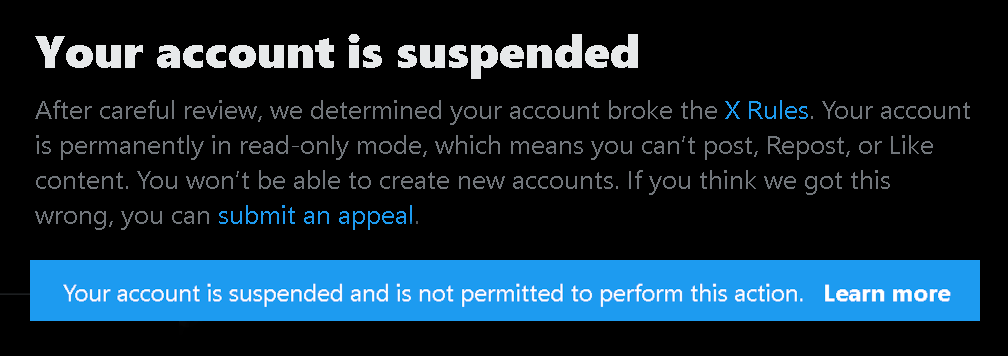 Your account is suspended
After careful review, we determined your account broke the X Rules. Your account
is permanently in read-only mode, which means you can’t post, Repost, or Like
content. You won’t be able to create new accounts. If you think we got this
wrong, you can submit an appeal.
Your account is suspended and is not permitted to perform this action. Learn more